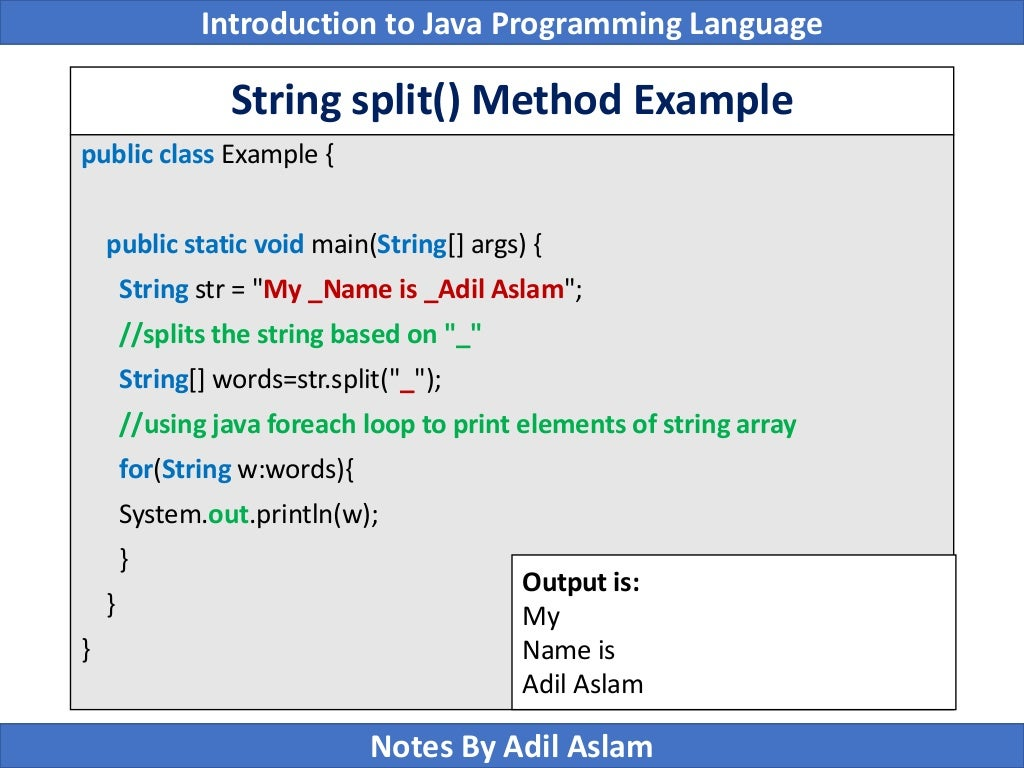 Introduction to Java Programming Language
String split() Method Example
public class Example {
public static void main(String[] args) {
String str = "My _Name is _Adil Aslam";
//splits the string based on "_"
String[] words=str.split("_");
//using java foreach loop to print elements of string array
for(String w:words){
System.out.println(w);
}
}
}
Output is:
My
Name is
Adil Aslam
Notes By Adil Aslam